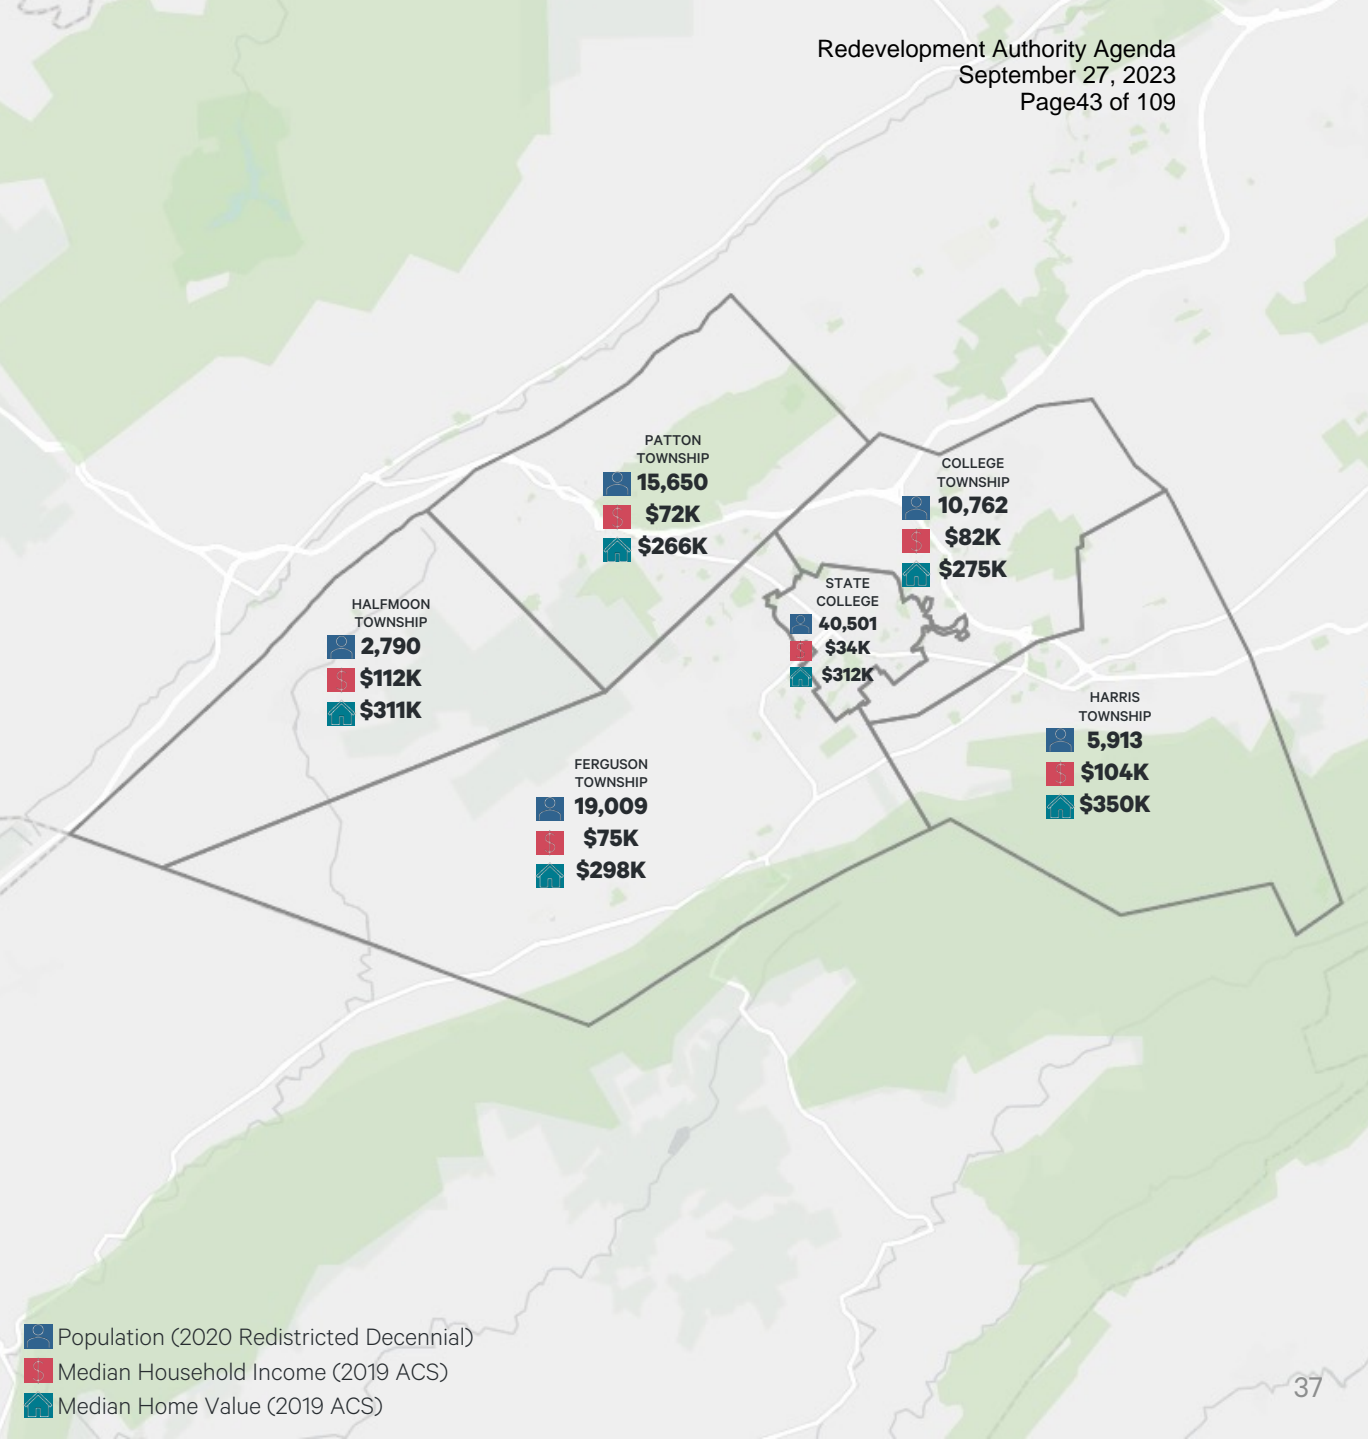 Redevelopment Authority Agenda
September 27, 2023
Page43 of 109
PATTON
TOWNSHIP
15,650
$72K
$266K
COLLEGE
TOWNSHIP
10,762
$82K
$275K
STATE
COLLEGE
40,501
$34K
$312K
HALFMOON
TOWNSHIP
2,790
$112K
$311K
HARRIS
TOWNSHIP
5,913
$104K
$350K
FERGUSON
TOWNSHIP
19,009
$75K
$298K
Population (2020 Redistricted Decennial)
Median Household Income (2019 ACS)
Median Home Value (2019 ACS)
37